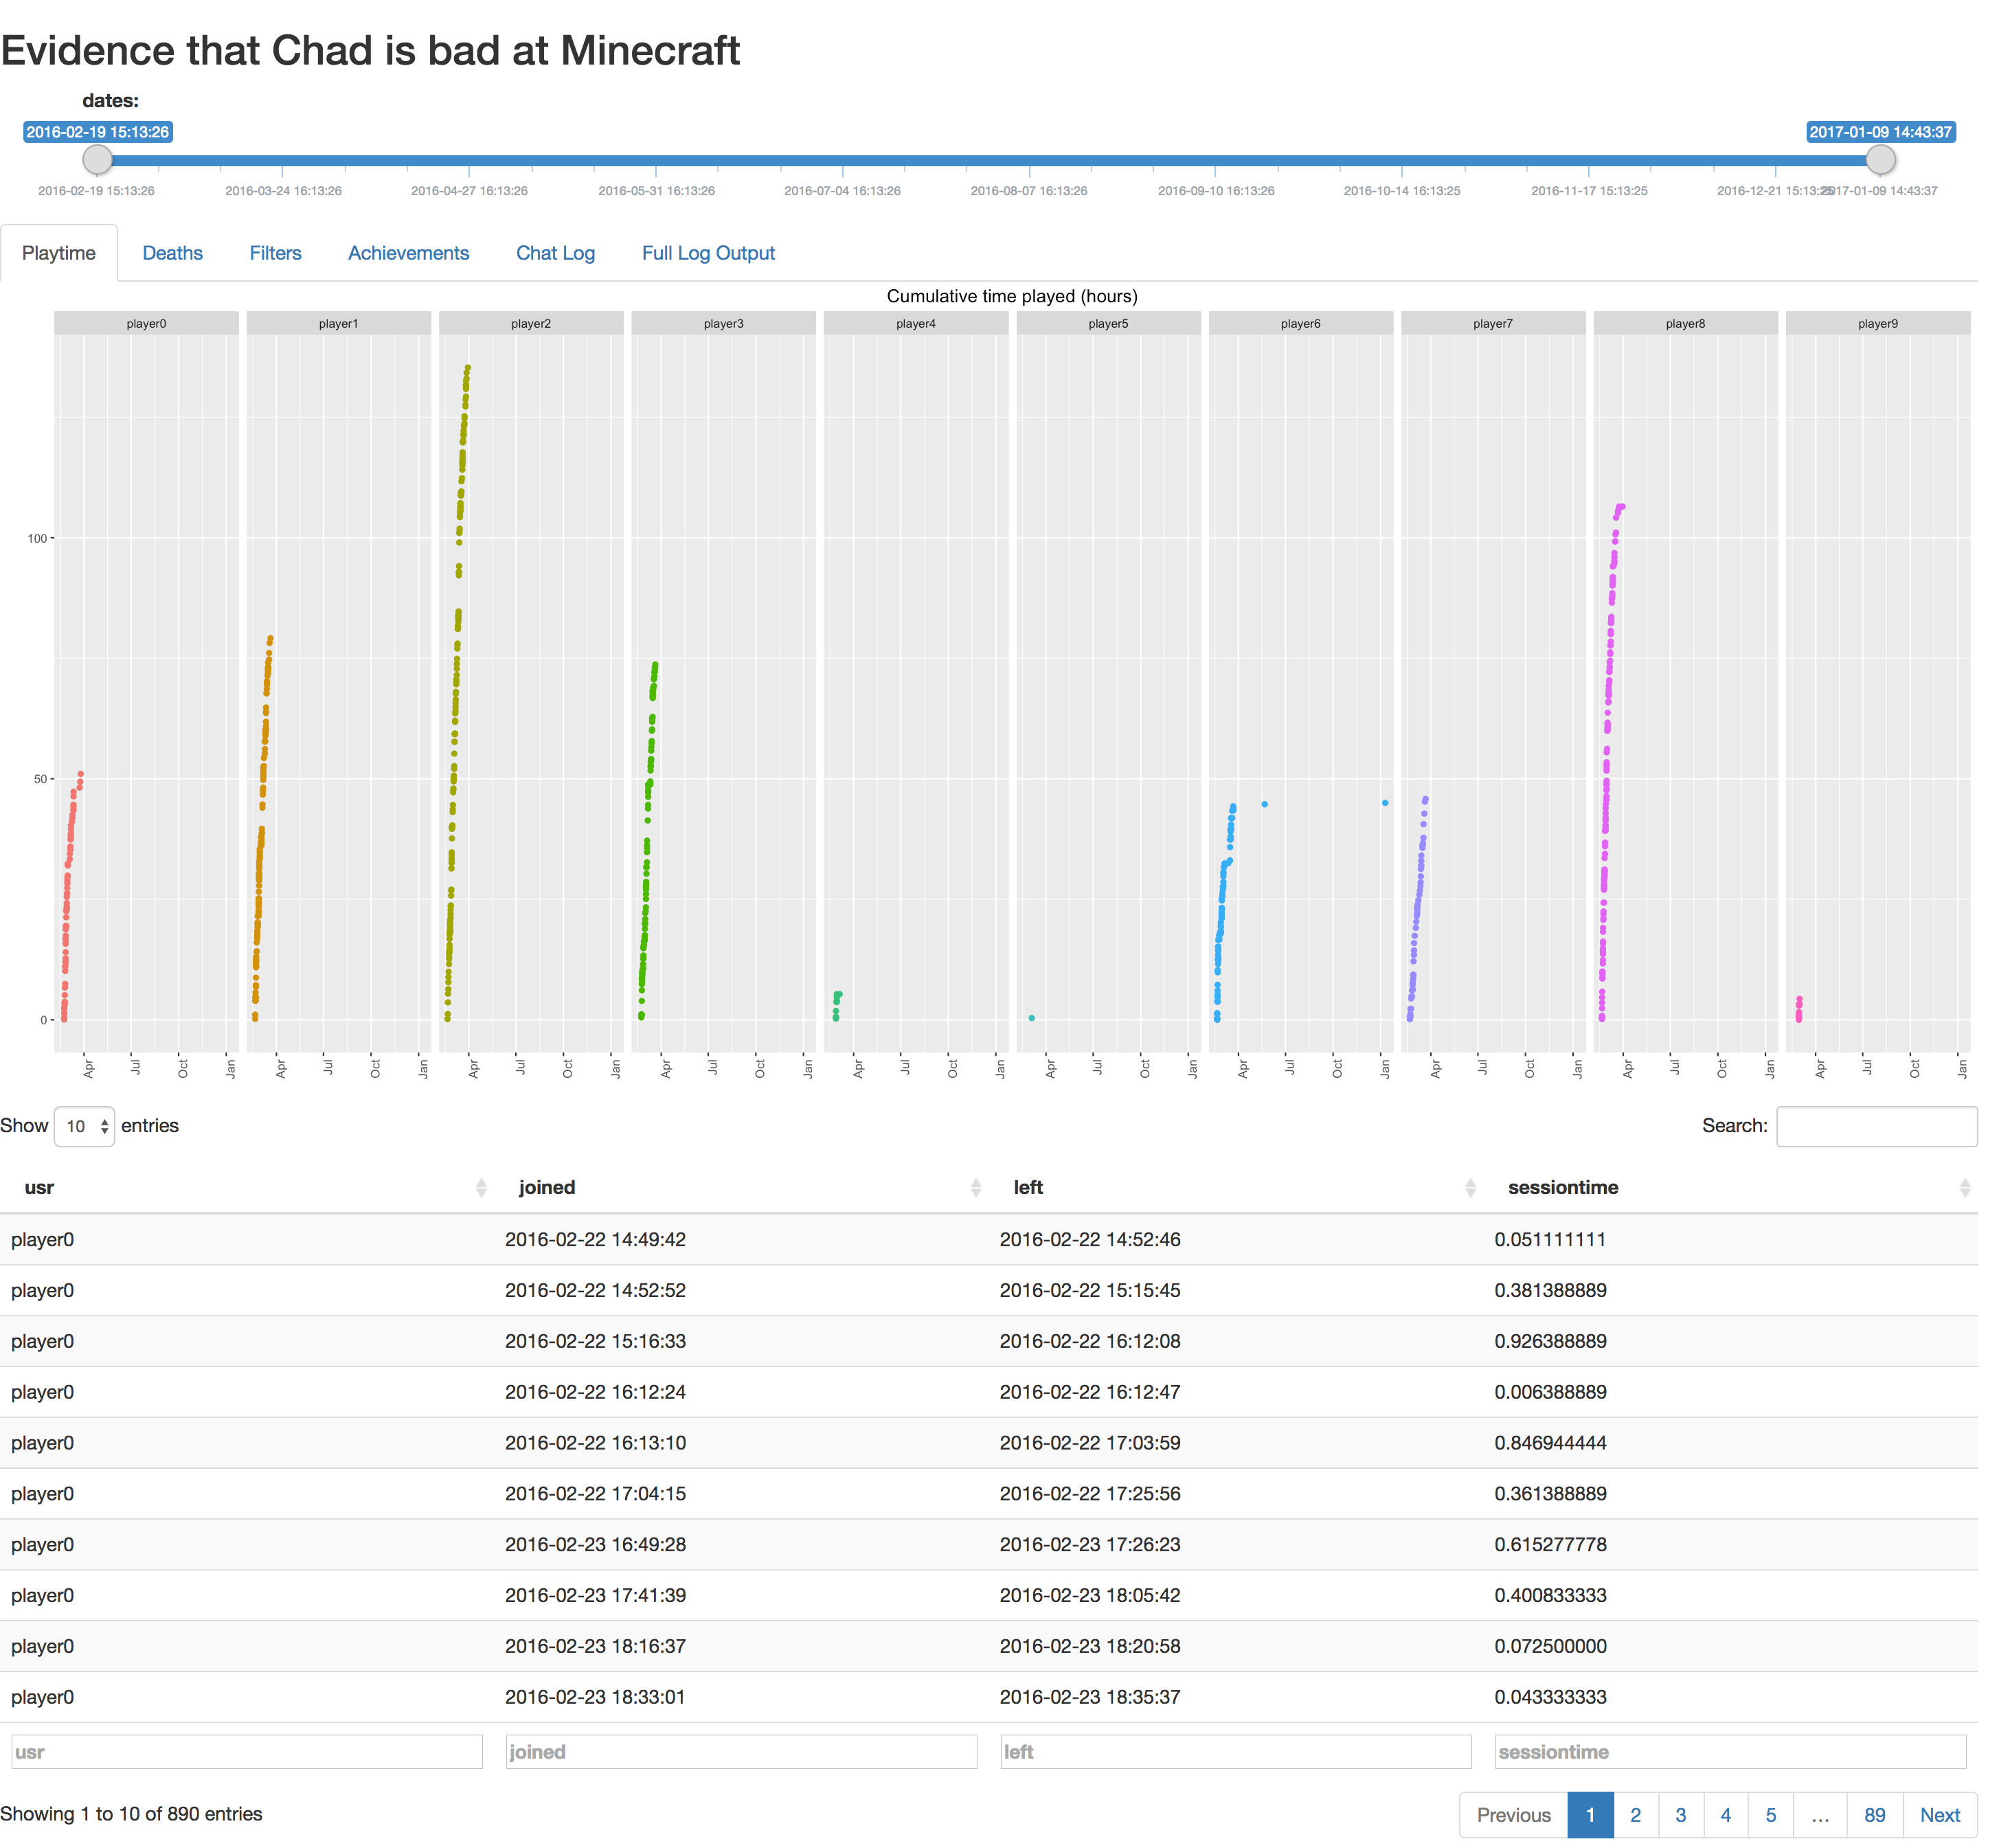 Evidence that Chad is bad at Minecraft
dates:
2016-02-19 15:13:26 2017-01-09 14:43:37
2016-02-19 15:13:26 2016-03-24 16:13:26 2016-04-27 16:13:26 2016-05-31 16:13:26 2016-07-04 16:13:26 2016-08-07 16:13:26 2016-09-10 16:13:26 2016-10-14 16:13:25 2016-11-17 15:13:25 2016-12-21 15:13:25 2017-01-09 14:43:37
Playtime Deaths Filters Achievements Chat Log Full Log Output
Cumulative time played (hours)
player0 player1 player2 player3 player4 player5 player6 player7 player8 player9
100
50
0
Apr Jul Oct Jan Apr Jul Oct Jan Apr Jul Oct Jan Apr Jul Oct Jan Apr Jul Oct Jan Apr Jul Oct Jan Apr Jul Oct Jan Apr Jul Oct Jan Apr Jul Oct Jan Apr Jul Oct Jan
Show 10 entries Search:
usr joined left sessiontime
player0 2016-02-22 14:49:42 2016-02-22 14:52:46 0.051111111
player0 2016-02-22 14:52:52 2016-02-22 15:15:45 0.381388889
player0 2016-02-22 15:16:33 2016-02-22 16:12:08 0.926388889
player0 2016-02-22 16:12:24 2016-02-22 16:12:47 0.006388889
player0 2016-02-22 16:13:10 2016-02-22 17:03:59 0.846944444
player0 2016-02-22 17:04:15 2016-02-22 17:25:56 0.361388889
player0 2016-02-23 16:49:28 2016-02-23 17:26:23 0.615277778
player0 2016-02-23 17:41:39 2016-02-23 18:05:42 0.400833333
player0 2016-02-23 18:16:37 2016-02-23 18:20:58 0.072500000
player0 2016-02-23 18:33:01 2016-02-23 18:35:37 0.043333333
usr joined left sessiontime
Showing 1 to 10 of 890 entries Previous 1 2 3 4 5 … 89 Next